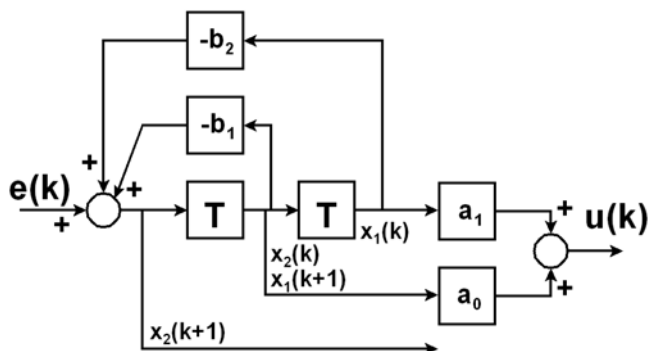 -b₂
-b₁
+
+
e(k)
+
T
T
x₁(k)
a₁
+
u(k)
x₂(k)
x₁(k+1)
a₀
+
x₂(k+1)